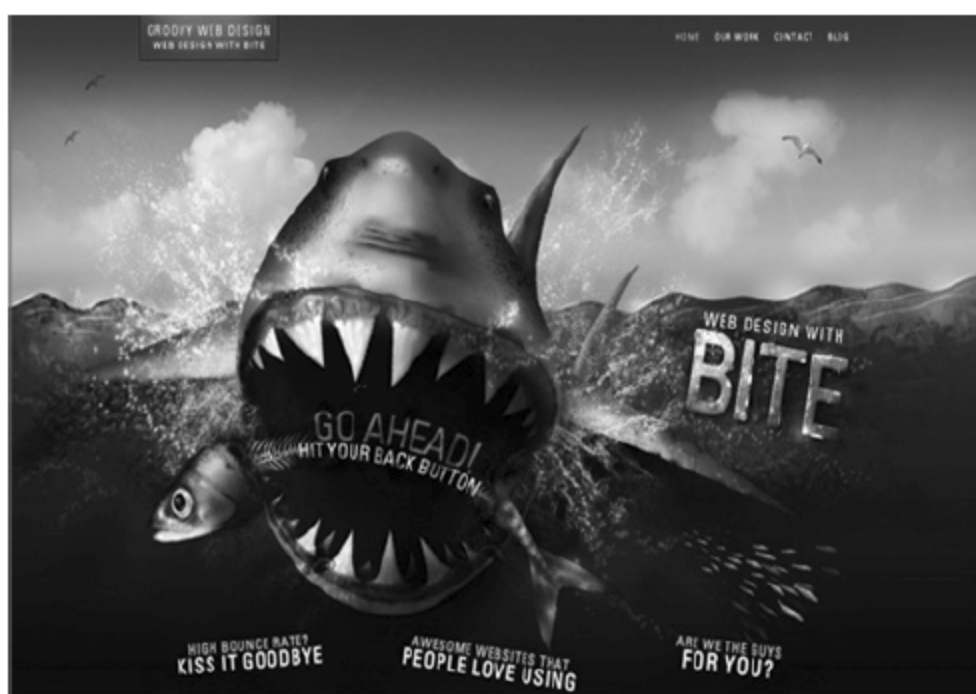 GROOVY WEB DESIGN
WEB DESIGN WITH BITE
HOME OUR WORK CONTACT BLOG
WEB DESIGN WITH
BITE
GO AHEAD!
HIT YOUR BACK BUTTON
HIGH BOUNCE RATE?
KISS IT GOODBYE
AWESOME WEBSITES THAT
PEOPLE LOVE USING
ARE WE THE GUYS
FOR YOU?